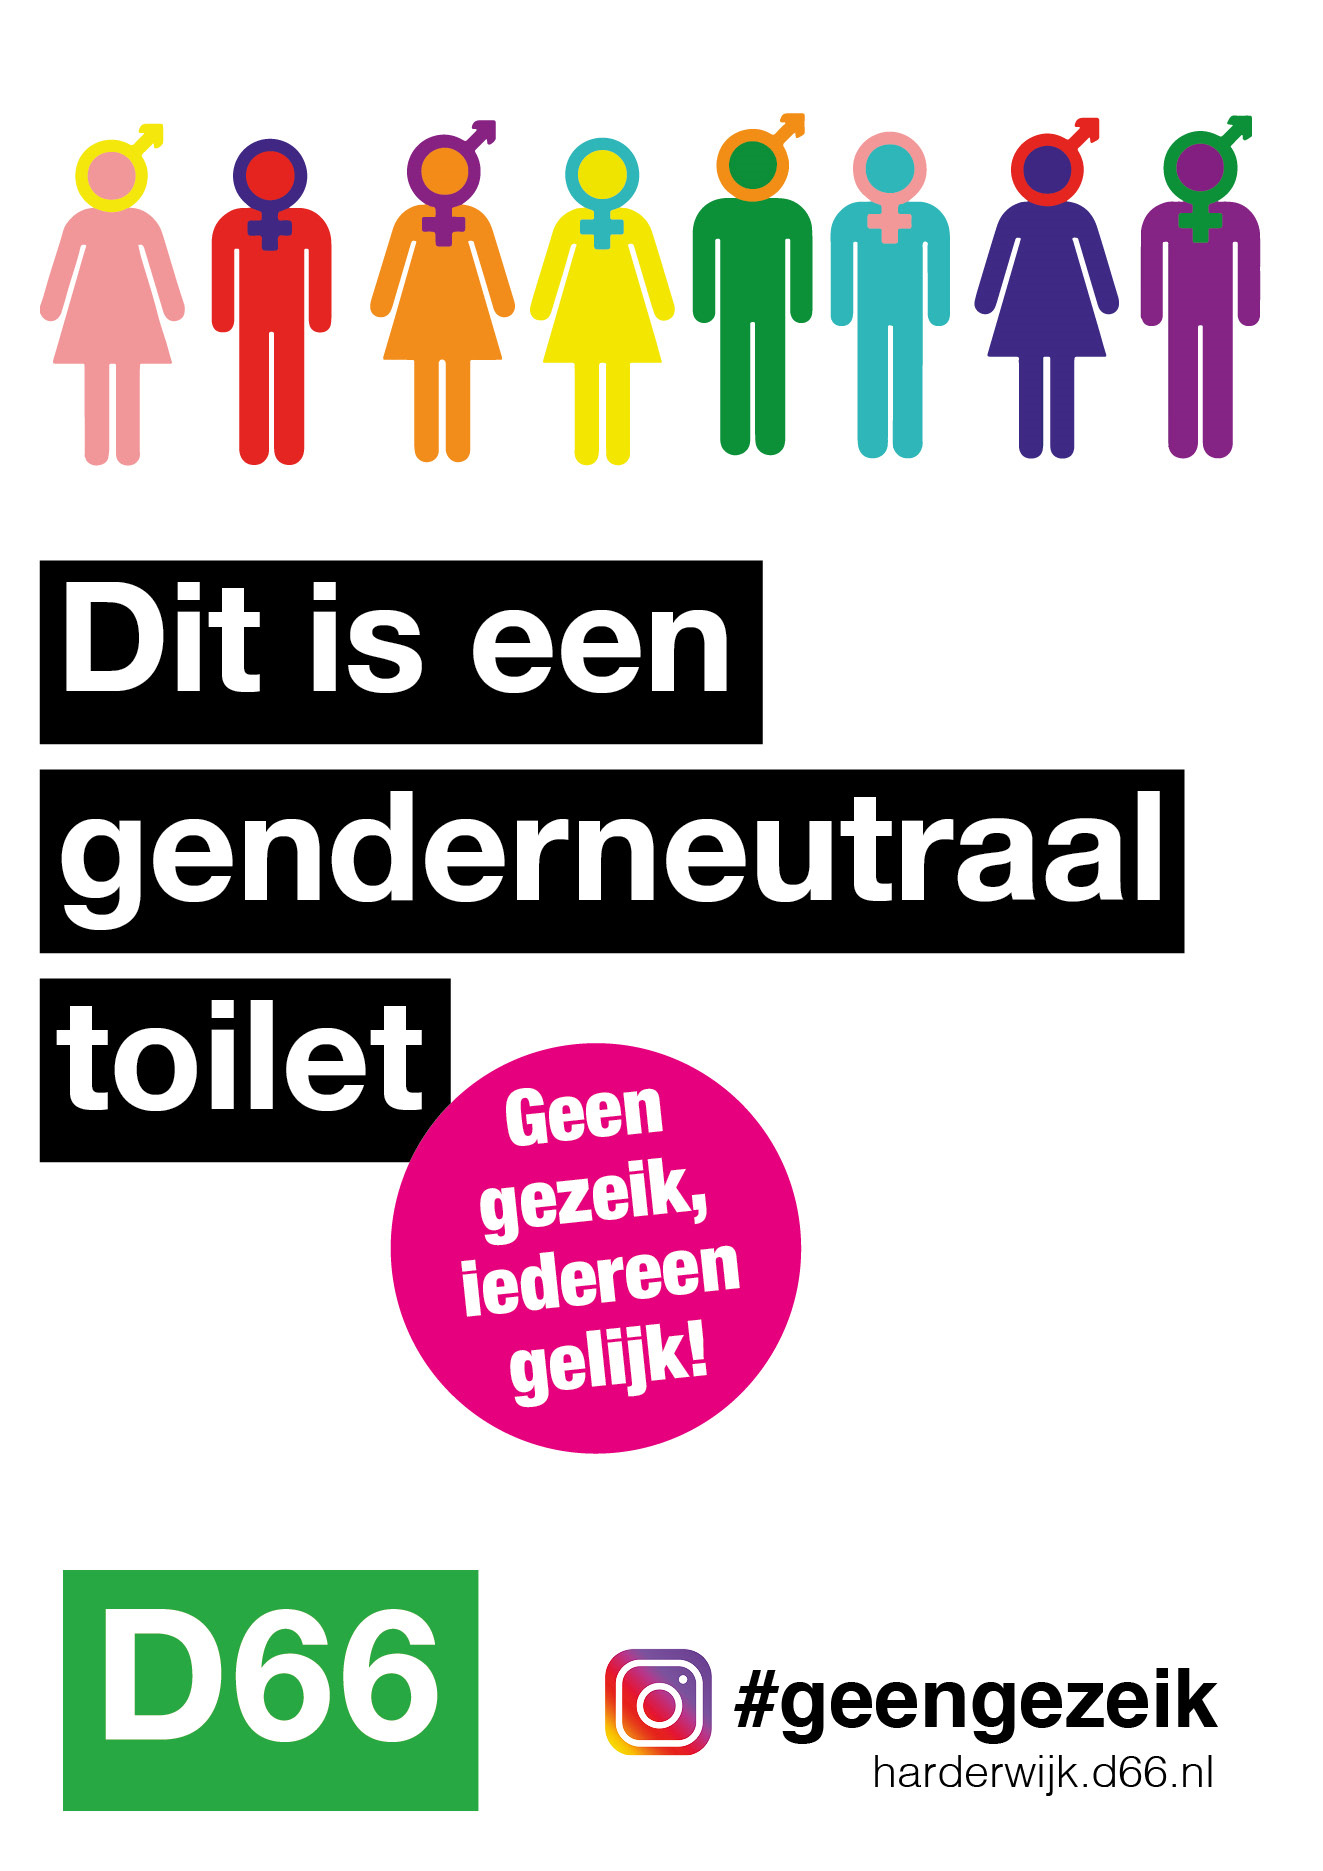 Dit is een
genderneutraal
toilet
Geen
gezeik,
iedereen
gelijk!
D66
#geengezeik
harderwijk.d66.nl